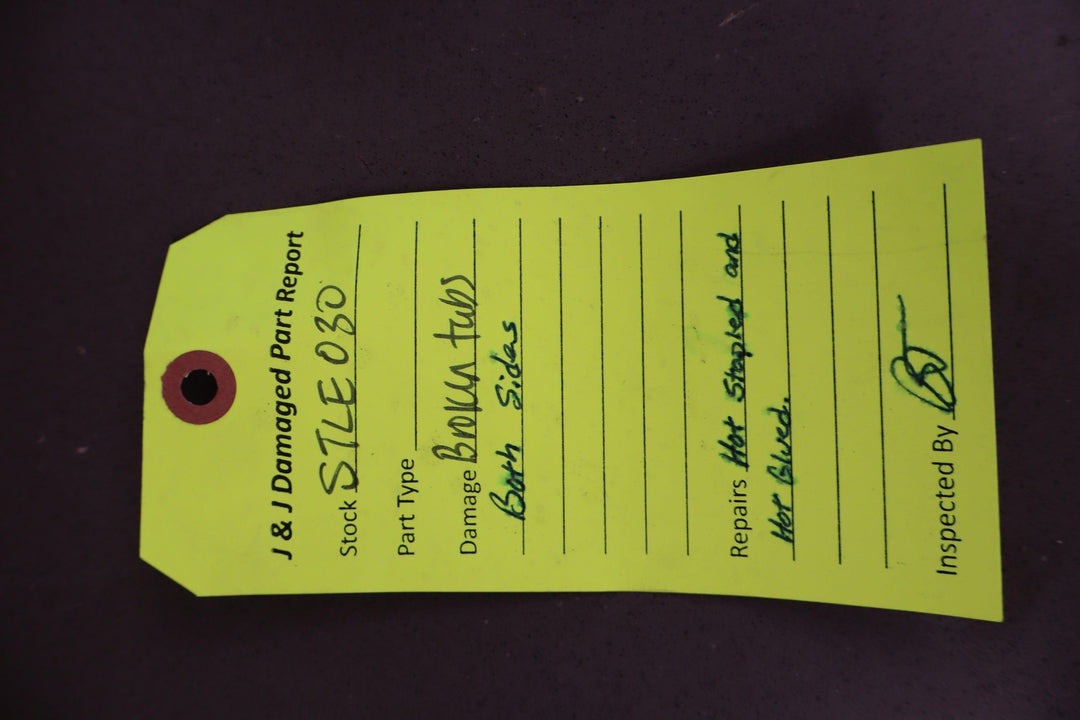 J & J Damaged Part Report
Stock STLE 030
Part Type
Damage Broken tubs
Both Sides
Repairs Hot Stapled and
Hot Glued.
Inspected By